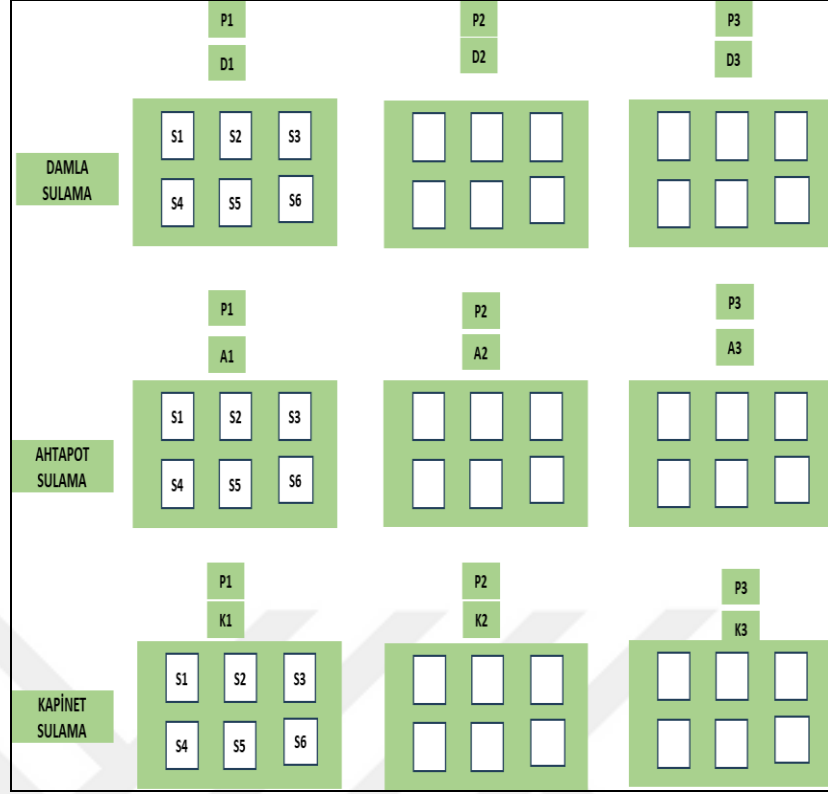 P1
P2
P3
D1
D2
D3
DAMLA
SULAMA
S1
S2
S3
S4
S5
S6
P1
P2
P3
A1
A2
A3
AHTAPOT
SULAMA
S1
S2
S3
S4
S5
S6
P1
P2
P3
K1
K2
K3
KAPİNET
SULAMA
S1
S2
S3
S4
S5
S6